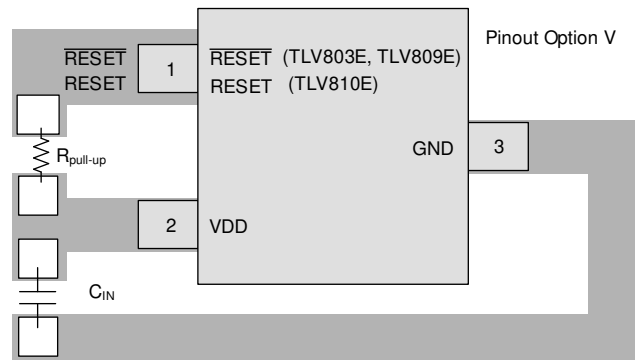 Pinout Option V
RESET
RESET
1
RESET (TLV803E, TLV809E)
RESET (TLV810E)
Rpull-up
GND
3
2
VDD
CIN